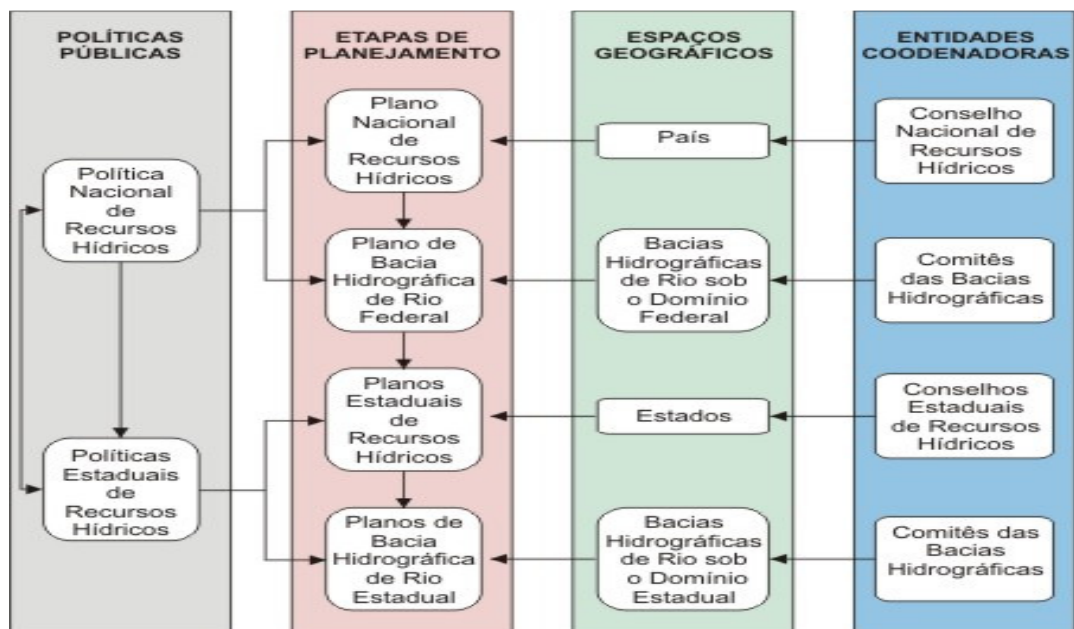 POLÍTICAS
PÚBLICAS
ETAPAS DE
PLANEJAMENTO
ESPAÇOS
GEOGRÁFICOS
ENTIDADES
COODENADORAS
Política
Nacional
de
Recursos
Hídricos
Políticas
Estaduais
de
Recursos
Hídricos
Plano
Nacional
de
Recursos
Hídricos
Plano de
Bacia
Hidrográfica
de Rio
Federal
Planos
Estaduais
de
Recursos
Hídricos
Planos de
Bacia
Hidrográfica
de Rio
Estadual
País
Bacias
Hidrográficas
de Rio sob
o Domínio
Federal
Estados
Bacias
Hidrográficas
de Rio sob
o Domínio
Estadual
Conselho
Nacional de
Recursos
Hídricos
Comitês
das Bacias
Hidrográficas
Conselhos
Estaduais
de Recursos
Hídricos
Comitês das
Bacias
Hidrográficas